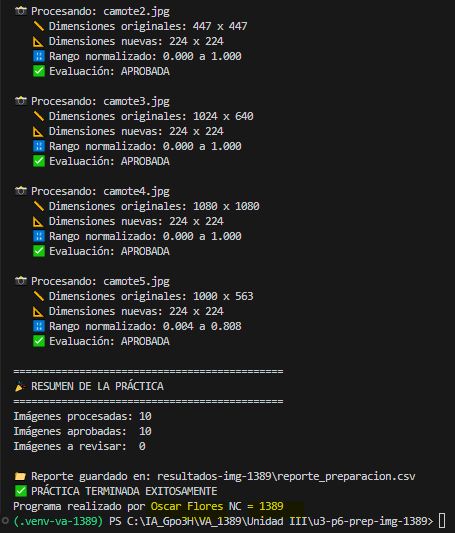 📷 Procesando: camote2.jpg
📏 Dimensiones originales: 447 x 447
📐 Dimensiones nuevas: 224 x 224
🔢 Rango normalizado: 0.000 a 1.000
✅ Evaluación: APROBADA
📷 Procesando: camote3.jpg
📏 Dimensiones originales: 1024 x 640
📐 Dimensiones nuevas: 224 x 224
🔢 Rango normalizado: 0.000 a 1.000
✅ Evaluación: APROBADA
📷 Procesando: camote4.jpg
📏 Dimensiones originales: 1080 x 1080
📐 Dimensiones nuevas: 224 x 224
🔢 Rango normalizado: 0.000 a 1.000
✅ Evaluación: APROBADA
📷 Procesando: camote5.jpg
📏 Dimensiones originales: 1000 x 563
📐 Dimensiones nuevas: 224 x 224
🔢 Rango normalizado: 0.004 a 0.808
✅ Evaluación: APROBADA
=============================================
🎉 RESUMEN DE LA PRÁCTICA
=============================================
Imágenes procesadas: 10
Imágenes aprobadas: 10
Imágenes a revisar: 0
📁 Reporte guardado en: resultados-img-1389\reporte_preparacion.csv
✅ PRÁCTICA TERMINADA EXITOSAMENTE
Programa realizado por Oscar Flores NC = 1389
(.venv-va-1389) PS C:\IA_Gpo3H\VA_1389\Unidad III\u3-p6-prep-img-1389>